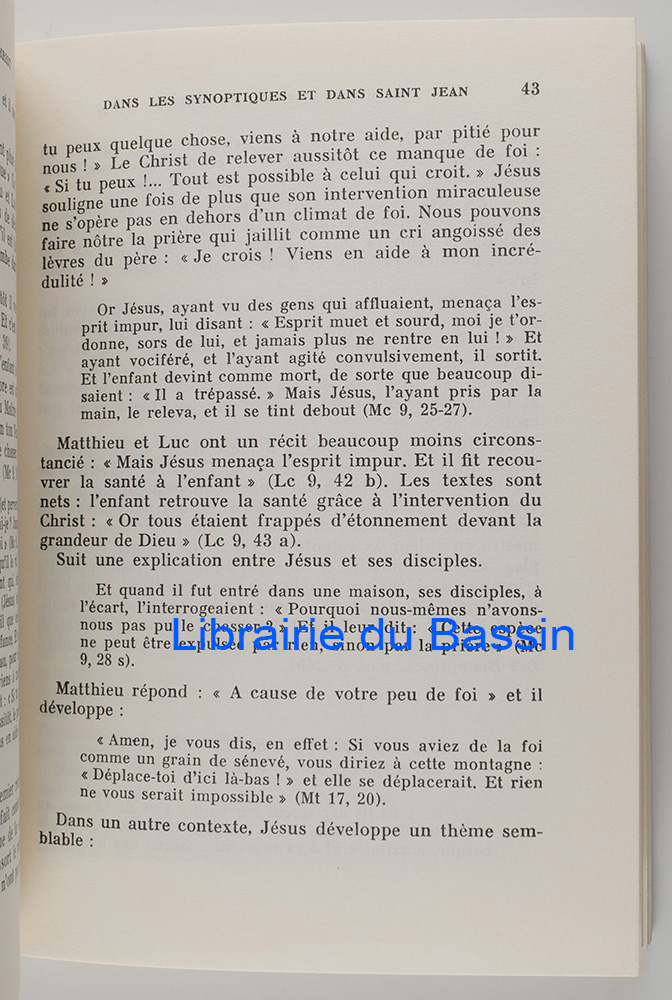 DANS LES SYNOPTIQUES ET DANS SAINT JEAN 43
tu peux quelque chose, viens à notre aide, par pitié pour
nous ! » Le Christ de relever aussitôt ce manque de foi :
« Si tu peux !... Tout est possible à celui qui croit. » Jésus
souligne une fois de plus que son intervention miraculeuse
ne s'opère pas en dehors d'un climat de foi. Nous pouvons
faire nôtre la prière qui jaillit comme un cri angoissé des
lèvres du père : « Je crois ! Viens en aide à mon incré-
dulité ! »
Or Jésus, ayant vu des gens qui affluaient, menaça l'es-
prit impur, lui disant : « Esprit muet et sourd, moi je t'or-
donne, sors de lui, et jamais plus ne rentre en lui ! » Et
ayant vociféré, et l'ayant agité convulsivement, il sortit.
Et l'enfant devint comme mort, de sorte que beaucoup di-
saient : « Il a trépassé. » Mais Jésus, l'ayant pris par la
main, le releva, et il se tint debout (Mc 9, 25-27).
Matthieu et Luc ont un récit beaucoup moins circons-
tancié : « Mais Jésus menaça l'esprit impur. Et il fit recou-
vrer la santé à l'enfant » (Lc 9, 42 b). Les textes sont
nets : l'enfant retrouve la santé grâce à l'intervention du
Christ : « Or tous étaient frappés d'étonnement devant la
grandeur de Dieu » (Lc 9, 43 a).
Suit une explication entre Jésus et ses disciples.
Et quand il fut entré dans une maison, ses disciples, à
l'écart, l'interrogeaient : « Pourquoi nous-mêmes n'avons-
nous pas pu le chasser ? » Et il leur dit : « Cette espèce
ne peut être expulsée par rien, sinon par la prière » (Mc
9, 28 s).
Librairie du Bassin
Matthieu répond : « A cause de votre peu de foi » et il
développe :
« Amen, je vous dis, en effet : Si vous aviez de la foi
comme un grain de sénevé, vous diriez à cette montagne :
« Déplace-toi d'ici là-bas ! » et elle se déplacerait. Et rien
ne vous serait impossible » (Mt 17, 20).
Dans un autre contexte, Jésus développe un thème sem-
blable :